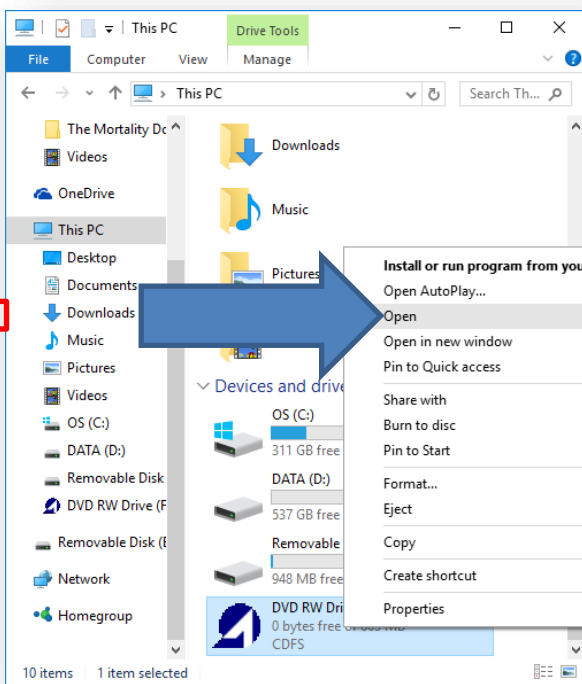 This PC
Drive Tools
File
Computer
View
Manage
This PC
Search Th...
The Mortality Do
Videos
OneDrive
This PC
Desktop
Documents
Downloads
Music
Pictures
Videos
OS (C:)
DATA (D:)
Removable Disk
DVD RW Drive (F
Removable Disk (E
Network
Homegroup
Downloads
Music
Pictures
Devices and drive
OS (C:)
311 GB free
DATA (D:)
537 GB free
Removable
948 MB free
DVD RW Dri
0 bytes free
CDFS
Install or run program from you
Open AutoPlay...
Open
Open in new window
Pin to Quick access
Share with
Burn to disc
Pin to Start
Format...
Eject
Copy
Create shortcut
Properties
10 items
1 item selected